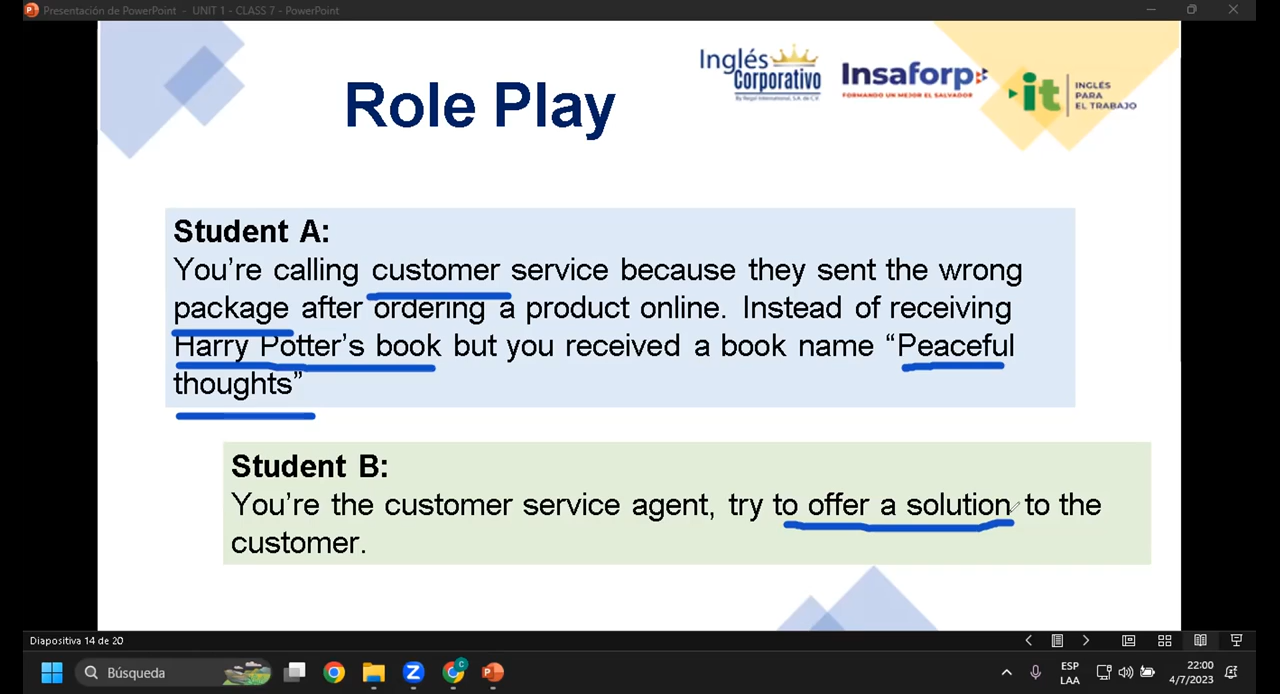 Presentación de PowerPoint - UNIT 1 - CLASS 7 - PowerPoint
Role Play
Inglés
Corporativo
By Regal International, S.A. de C.V.
Insaforp
FORMANDO UN MEJOR EL SALVADOR
it
INGLÉS
PARA
EL TRABAJO
Student A:
You're calling customer service because they sent the wrong
package after ordering a product online. Instead of receiving
Harry Potter's book but you received a book name “Peaceful
thoughts”
Student B:
You're the customer service agent, try to offer a solution to the
customer.
Diapositiva 14 de 20
Búsqueda
ESP
LAA
22:00
4/7/2023